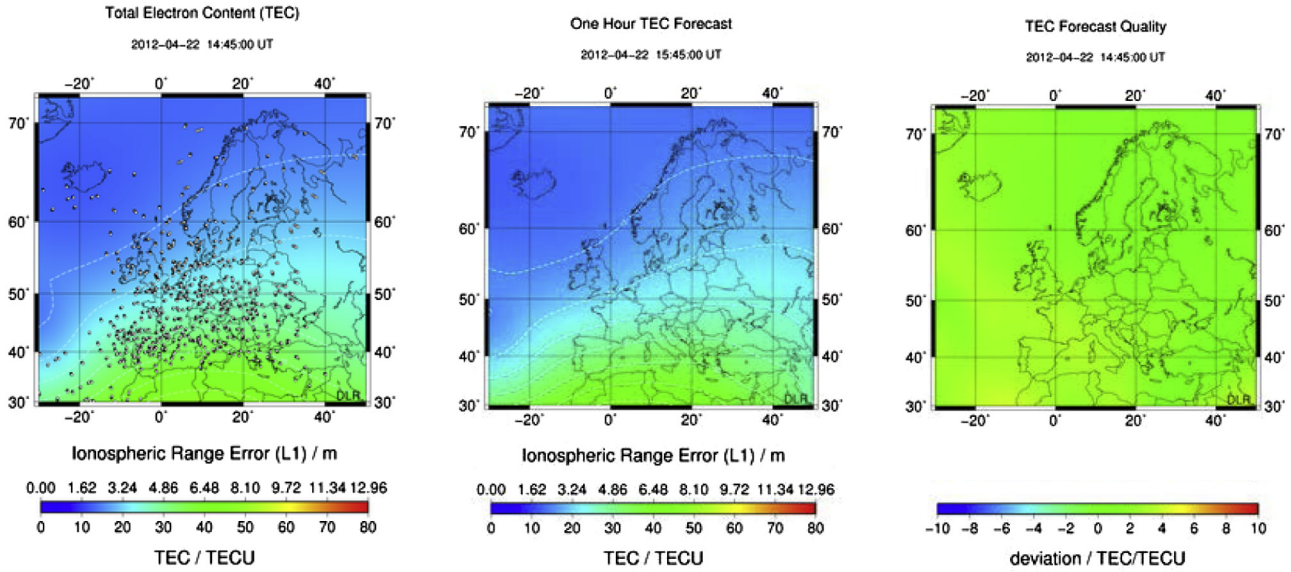 Total Electron Content (TEC)
2012-04-22 14:45:00 UT
-20° 0° 20° 40°
70° 70°
60° 60°
50° 50°
40° 40°
30° 30°
DLR
-20° 0° 20° 40°
Ionospheric Range Error (L1) / m
0.00 1.62 3.24 4.86 6.48 8.10 9.72 11.34 12.96
0 10 20 30 40 50 60 70 80
TEC / TECU
One Hour TEC Forecast
2012-04-22 15:45:00 UT
-20° 0° 20° 40°
70° 70°
60° 60°
50° 50°
40° 40°
30° 30°
DLR
-20° 0° 20° 40°
Ionospheric Range Error (L1) / m
0.00 1.62 3.24 4.86 6.48 8.10 9.72 11.34 12.96
0 10 20 30 40 50 60 70 80
TEC / TECU
TEC Forecast Quality
2012-04-22 14:45:00 UT
-20° 0° 20° 40°
70° 70°
60° 60°
50° 50°
40° 40°
30° 30°
DLR
-20° 0° 20° 40°
-10 -8 -6 -4 -2 0 2 4 6 8 10
deviation / TEC/TECU